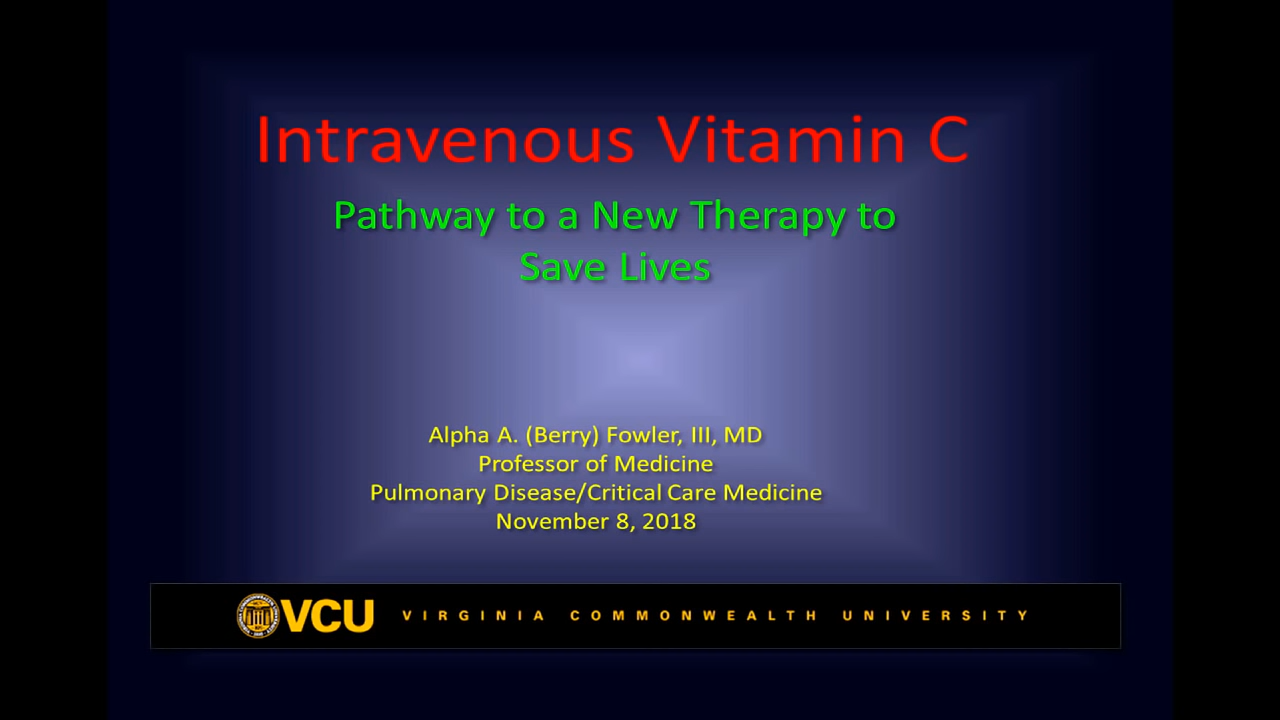 Intravenous Vitamin C
Pathway to a New Therapy to
Save Lives
Alpha A. (Berry) Fowler, III, MD
Professor of Medicine
Pulmonary Disease/Critical Care Medicine
November 8, 2018
VCU VIRGINIA COMMONWEALTH UNIVERSITY